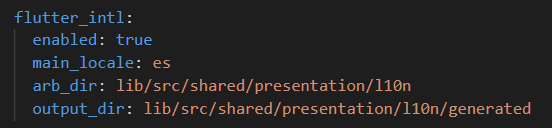 flutter_intl:
  enabled: true
  main_locale: es
  arb_dir: lib/src/shared/presentation/l10n
  output_dir: lib/src/shared/presentation/l10n/generated